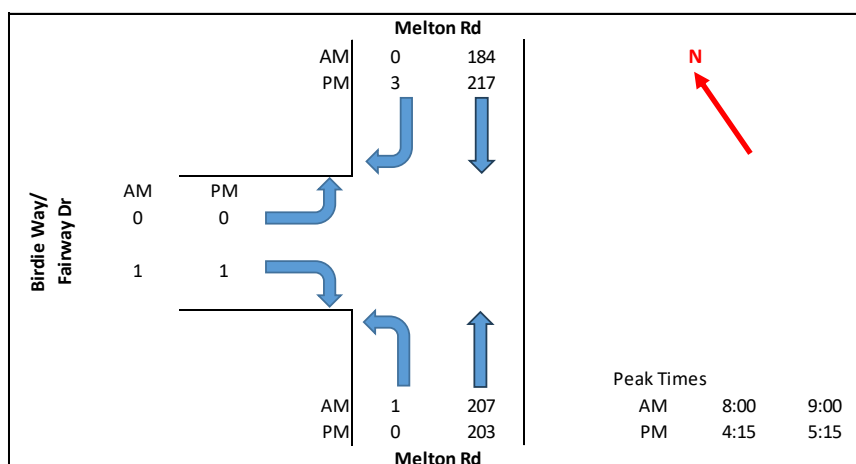 Melton Rd
AM 0 184
PM 3 217
N
Birdie Way/
Fairway Dr
AM PM
0 0
1 1
AM 1 207
PM 0 203
Melton Rd
Peak Times
AM 8:00 9:00
PM 4:15 5:15